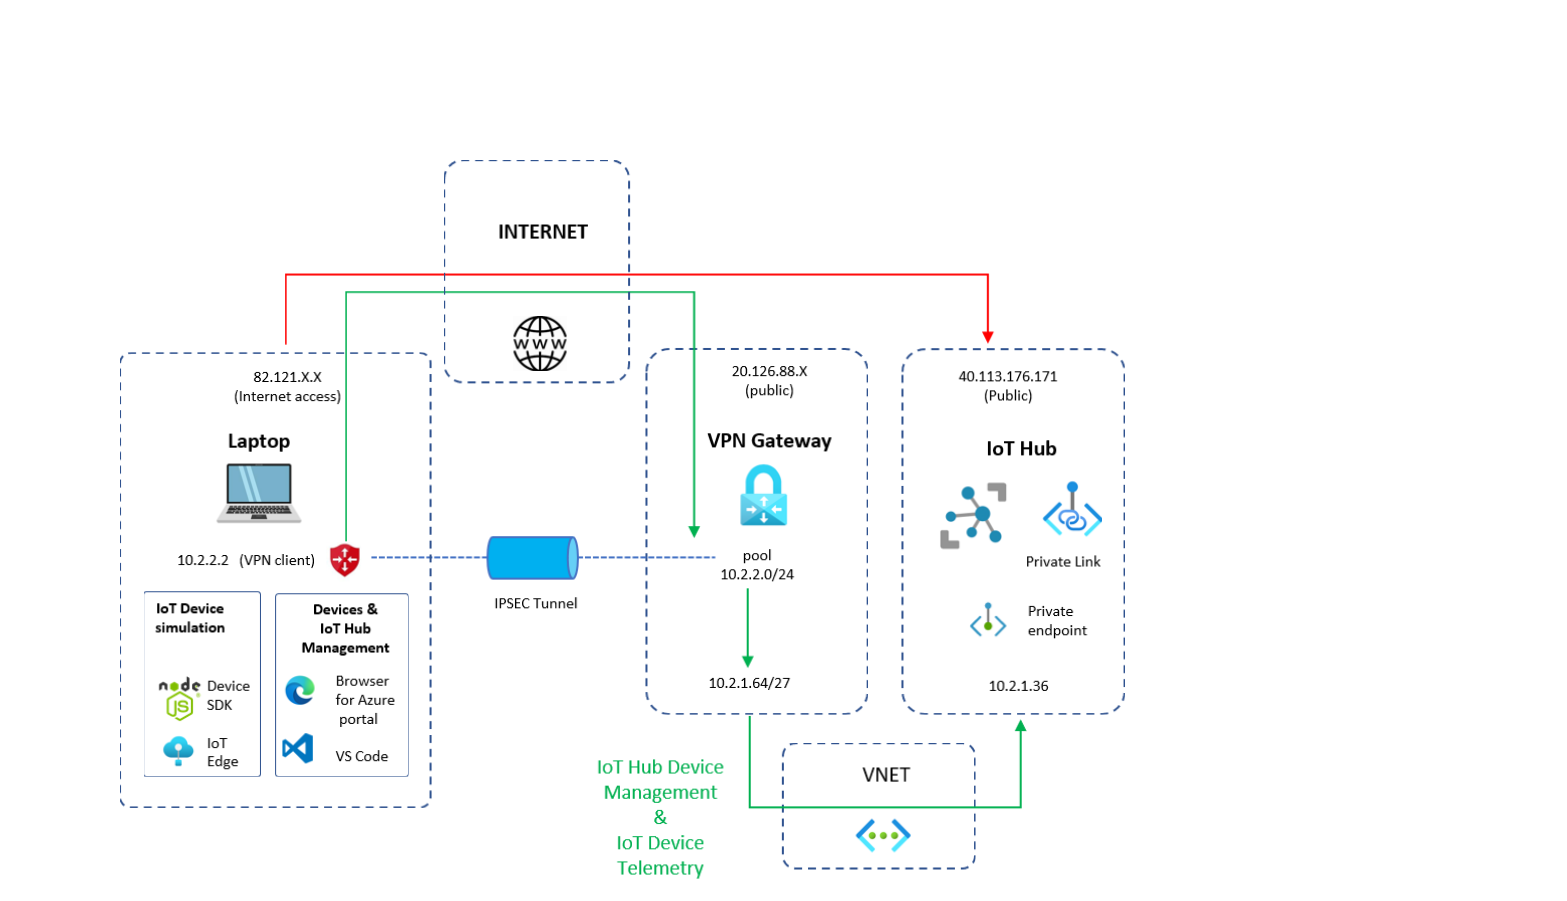 INTERNET
WWW
82.121.X.X
(Internet access)
Laptop
10.2.2.2 (VPN client)
IoT Device
simulation
node
JS
Device
SDK
IoT
Edge
Devices &
IoT Hub
Management
Browser
for Azure
portal
VS Code
IPSEC Tunnel
20.126.88.X
(public)
VPN Gateway
pool
10.2.2.0/24
10.2.1.64/27
40.113.176.171
(Public)
IoT Hub
Private Link
Private
endpoint
10.2.1.36
IoT Hub Device
Management
&
IoT Device
Telemetry
VNET